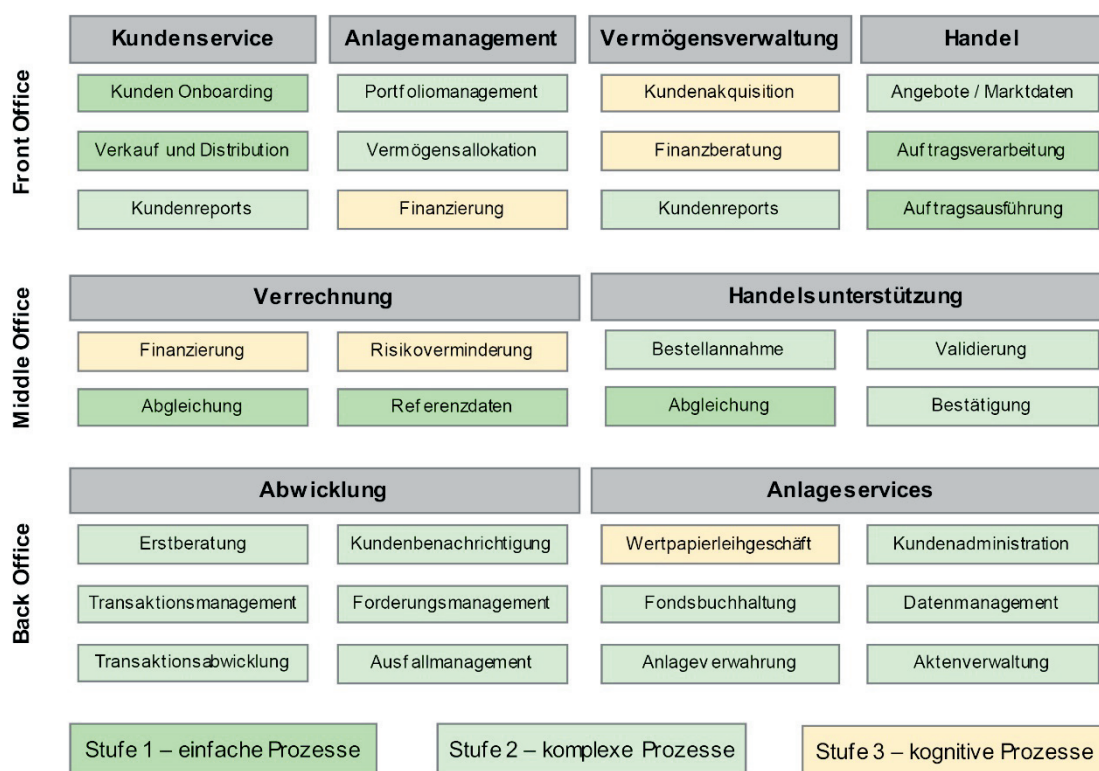 Front Office
Kundenservice
Anlagemanagement
Vermögensverwaltung
Handel
Kunden Onboarding
Portfoliomanagement
Kundenakquisition
Angebote / Marktdaten
Verkauf und Distribution
Vermögensallokation
Finanzberatung
Auftragsverarbeitung
Kundenreports
Finanzierung
Kundenreports
Auftragsausführung
Middle Office
Verrechnung
Handelsunterstützung
Finanzierung
Risikoverminderung
Bestellannahme
Validierung
Abgleichung
Referenzdaten
Abgleichung
Bestätigung
Back Office
Abwicklung
Anlageservices
Erstberatung
Kundenbenachrichtigung
Wertpapierleihgeschäft
Kundenadministration
Transaktionsmanagement
Forderungsmanagement
Fondsbuchhaltung
Datenmanagement
Transaktionsabwicklung
Ausfallmanagement
Anlageverwahrung
Aktenverwaltung
Stufe 1 – einfache Prozesse
Stufe 2 – komplexe Prozesse
Stufe 3 – kognitive Prozesse